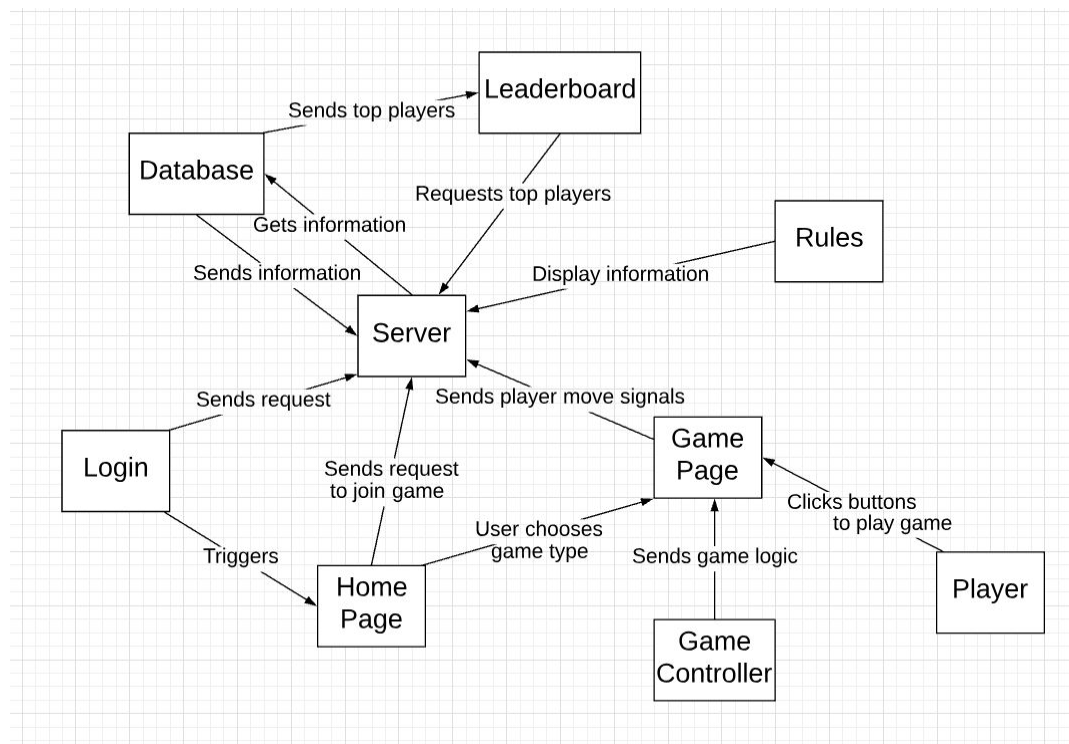 Leaderboard
Sends top players
Database
Requests top players
Gets information
Rules
Sends information
Display information
Server
Sends request
Sends player move signals
Game
Page
Login
Sends request
to join game
Clicks buttons
to play game
User chooses
game type
Triggers
Sends game logic
Home
Page
Player
Game
Controller